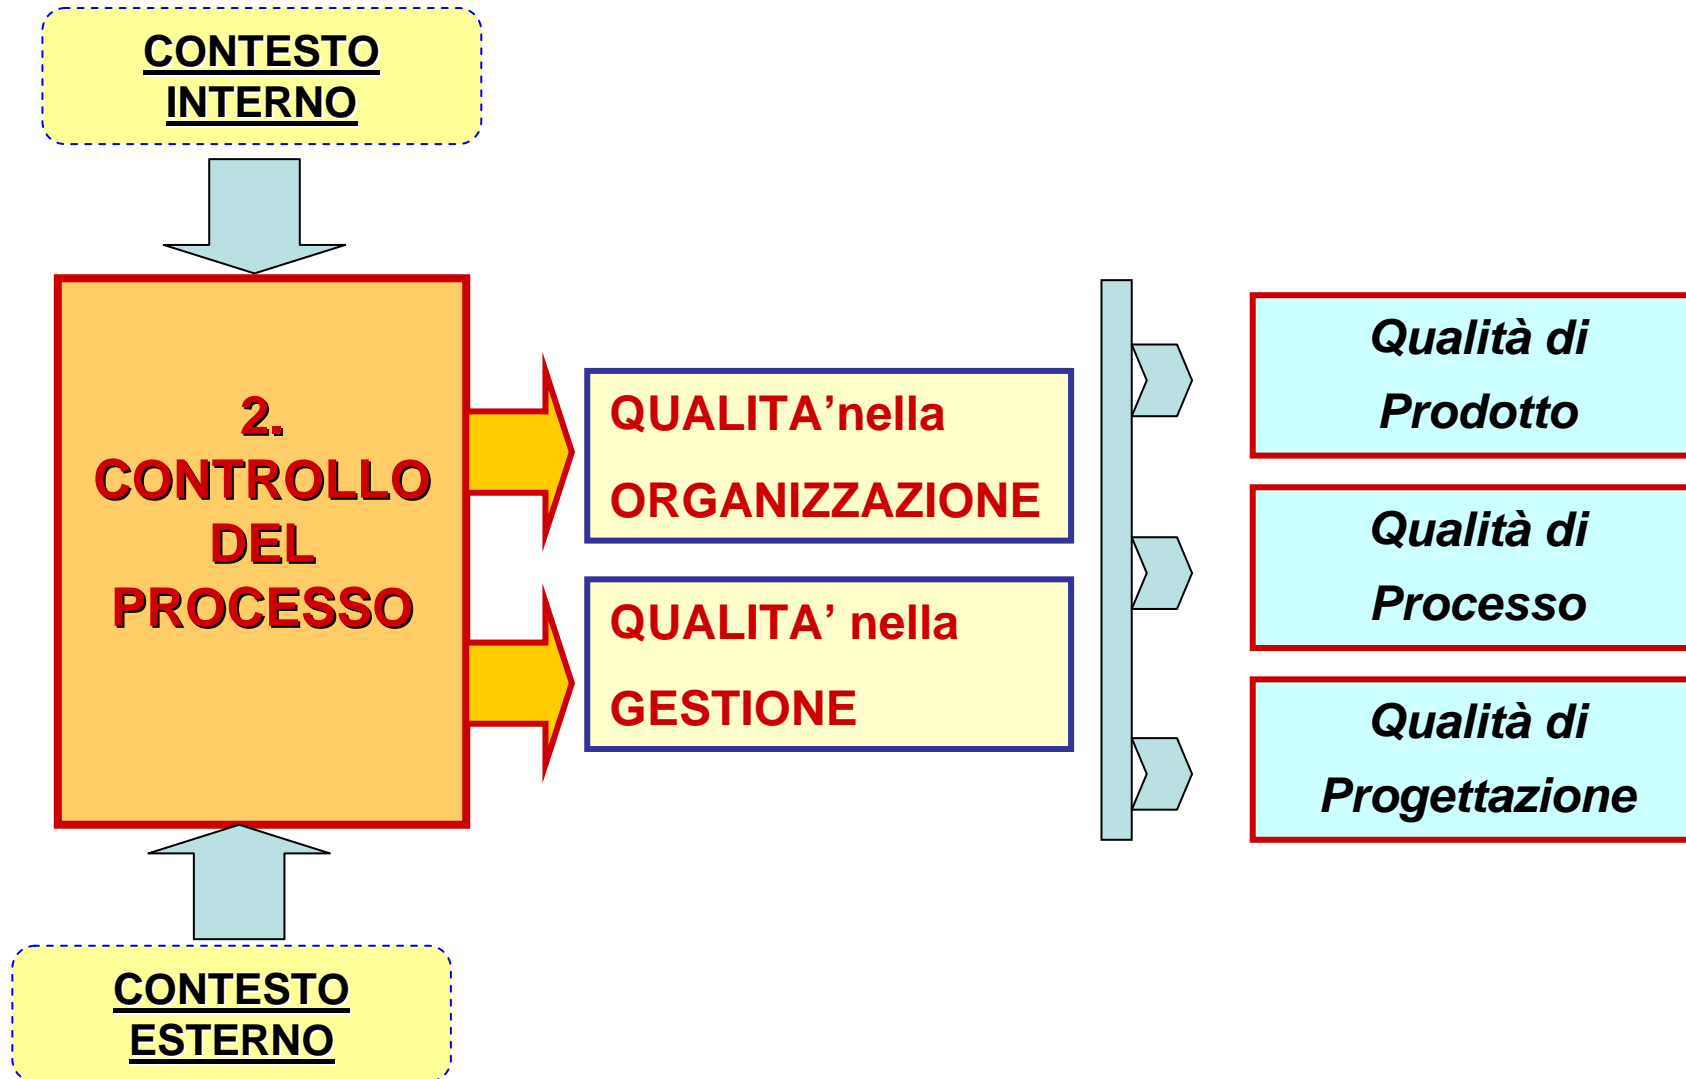 CONTESTO
INTERNO
2.
CONTROLLO
DEL
PROCESSO
QUALITA’nella
ORGANIZZAZIONE
QUALITA’ nella
GESTIONE
Qualità di
Prodotto
Qualità di
Processo
Qualità di
Progettazione
CONTESTO
ESTERNO